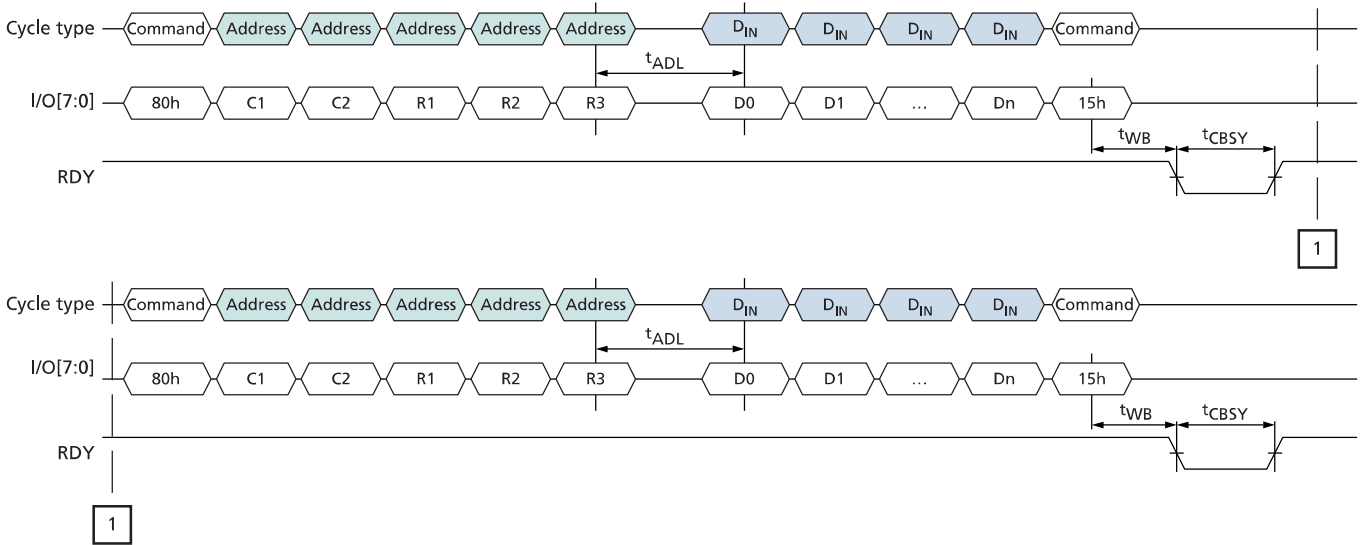 Cycle type Command Address Address Address Address Address DIN DIN DIN DIN Command
tADL
I/O[7:0] 80h C1 C2 R1 R2 R3 D0 D1 ... Dn 15h
tWB tCBSY
RDY
1
Cycle type Command Address Address Address Address Address DIN DIN DIN DIN Command
tADL
I/O[7:0] 80h C1 C2 R1 R2 R3 D0 D1 ... Dn 15h
tWB tCBSY
RDY
1